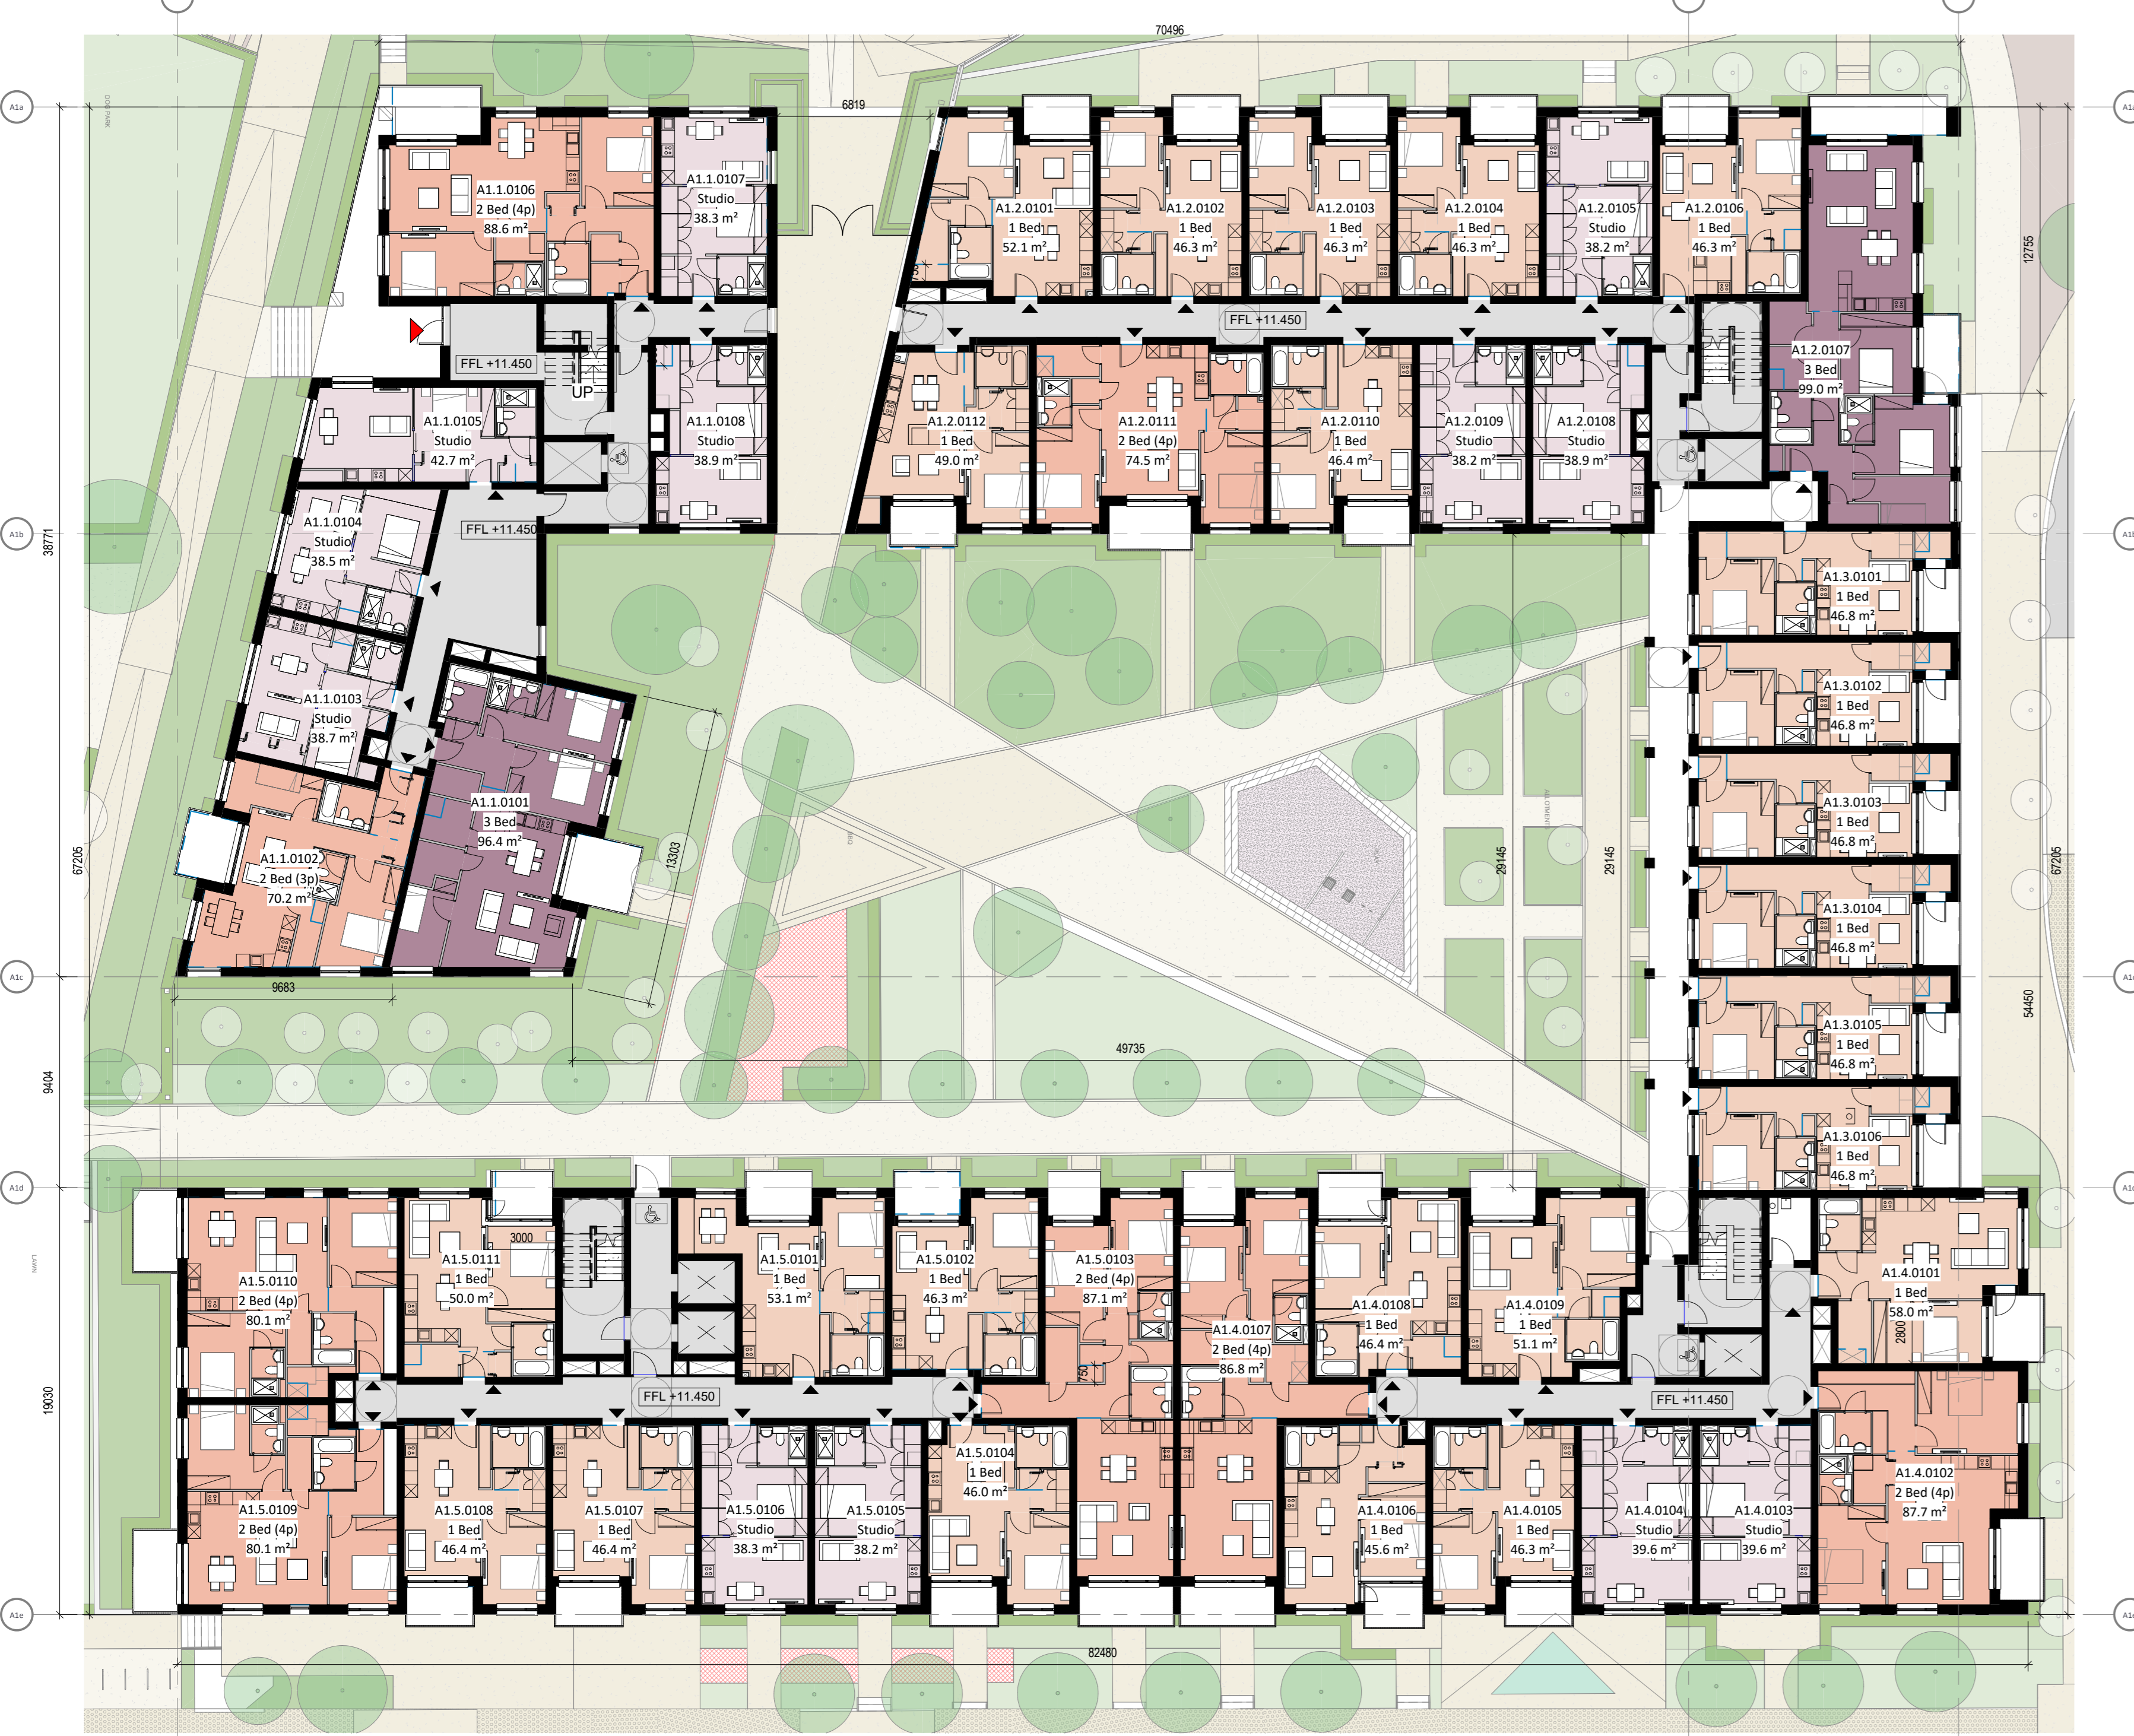 70496
A1a
6819
A1a
DOG PARK
A1.1.0106
2 Bed (4p)
88.6 m²
A1.1.0107
Studio
38.3 m²
A1.2.0101
1 Bed
52.1 m²
A1.2.0102
1 Bed
46.3 m²
A1.2.0103
1 Bed
46.3 m²
A1.2.0104
1 Bed
46.3 m²
A1.2.0105
Studio
38.2 m²
A1.2.0106
1 Bed
46.3 m²
12755
FFL +11.450
FFL +11.450
UP
A1.2.0107
3 Bed
99.0 m²
A1.1.0105
Studio
42.7 m²
A1.1.0108
Studio
38.9 m²
A1.2.0112
1 Bed
49.0 m²
A1.2.0111
2 Bed (4p)
74.5 m²
A1.2.0110
1 Bed
46.4 m²
A1.2.0109
Studio
38.2 m²
A1.2.0108
Studio
38.9 m²
A1.1.0104
Studio
38.5 m²
FFL +11.450
A1b
38771
A1.3.0101
1 Bed
46.8 m²
A1.1.0103
Studio
38.7 m²
A1.3.0102
1 Bed
46.8 m²
A1.1.0101
3 Bed
96.4 m²
A1.1.0102
2 Bed (3p)
70.2 m²
13303
BBQ
PLAY
ALLOTMENTS
29145
29145
A1.3.0103
1 Bed
46.8 m²
67205
67205
A1.3.0104
1 Bed
46.8 m²
A1c
9683
54450
A1.3.0105
1 Bed
46.8 m²
49735
9404
A1.3.0106
1 Bed
46.8 m²
A1d
LAWN
A1.5.0110
2 Bed (4p)
80.1 m²
3000
A1.5.0111
1 Bed
50.0 m²
A1.5.0101
1 Bed
53.1 m²
A1.5.0102
1 Bed
46.3 m²
A1.5.0103
2 Bed (4p)
87.1 m²
A1.4.0107
2 Bed (4p)
86.8 m²
A1.4.0108
1 Bed
46.4 m²
A1.4.0109
1 Bed
51.1 m²
A1.4.0101
1 Bed
58.0 m²
2800
750
19030
FFL +11.450
FFL +11.450
A1.5.0109
2 Bed (4p)
80.1 m²
A1.5.0108
1 Bed
46.4 m²
A1.5.0107
1 Bed
46.4 m²
A1.5.0106
Studio
38.3 m²
A1.5.0105
Studio
38.2 m²
A1.5.0104
1 Bed
46.0 m²
A1.4.0106
1 Bed
45.6 m²
A1.4.0105
1 Bed
46.3 m²
A1.4.0104
Studio
39.6 m²
A1.4.0103
Studio
39.6 m²
A1.4.0102
2 Bed (4p)
87.7 m²
A1e
82480